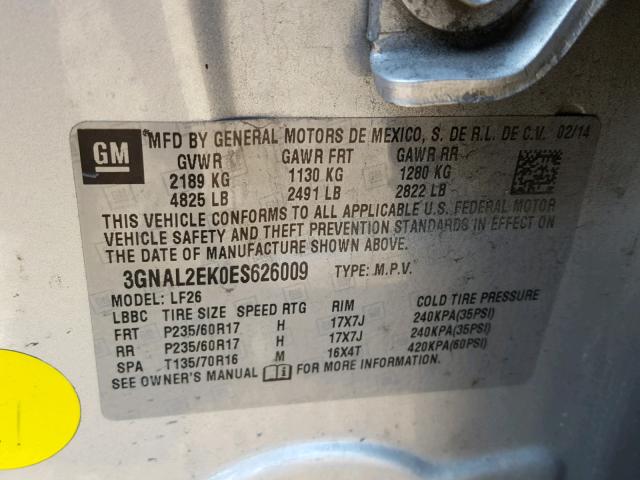 GM
MFD BY GENERAL MOTORS DE MEXICO, S. DE R.L. DE C.V. 02/14
GVWR GAWR FRT GAWR RR
2189 KG 1130 KG 1280 KG
4825 LB 2491 LB 2822 LB
THIS VEHICLE CONFORMS TO ALL APPLICABLE U.S. FEDERAL MOTOR
VEHICLE SAFETY AND THEFT PREVENTION STANDARDS IN EFFECT ON
THE DATE OF MANUFACTURE SHOWN ABOVE.
3GNAL2EK0ES626009 TYPE: M.P.V.
MODEL: LF26
LBBC TIRE SIZE SPEED RTG RIM COLD TIRE PRESSURE
FRT P235/60R17 H 17X7J 240KPA(35PSI)
RR P235/60R17 H 17X7J 240KPA(35PSI)
SPA T135/70R16 M 16X4T 420KPA(60PSI)
SEE OWNER'S MANUAL FOR MORE INFORMATION.